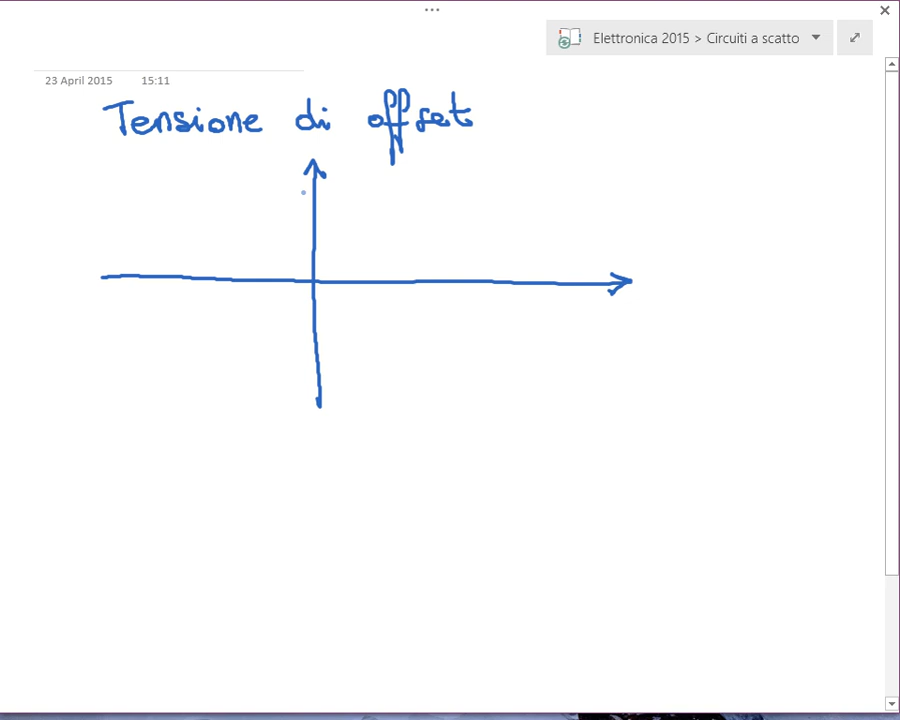 Elettronica 2015 > Circuiti a scatto
23 April 2015 15:11
Tensione di offset